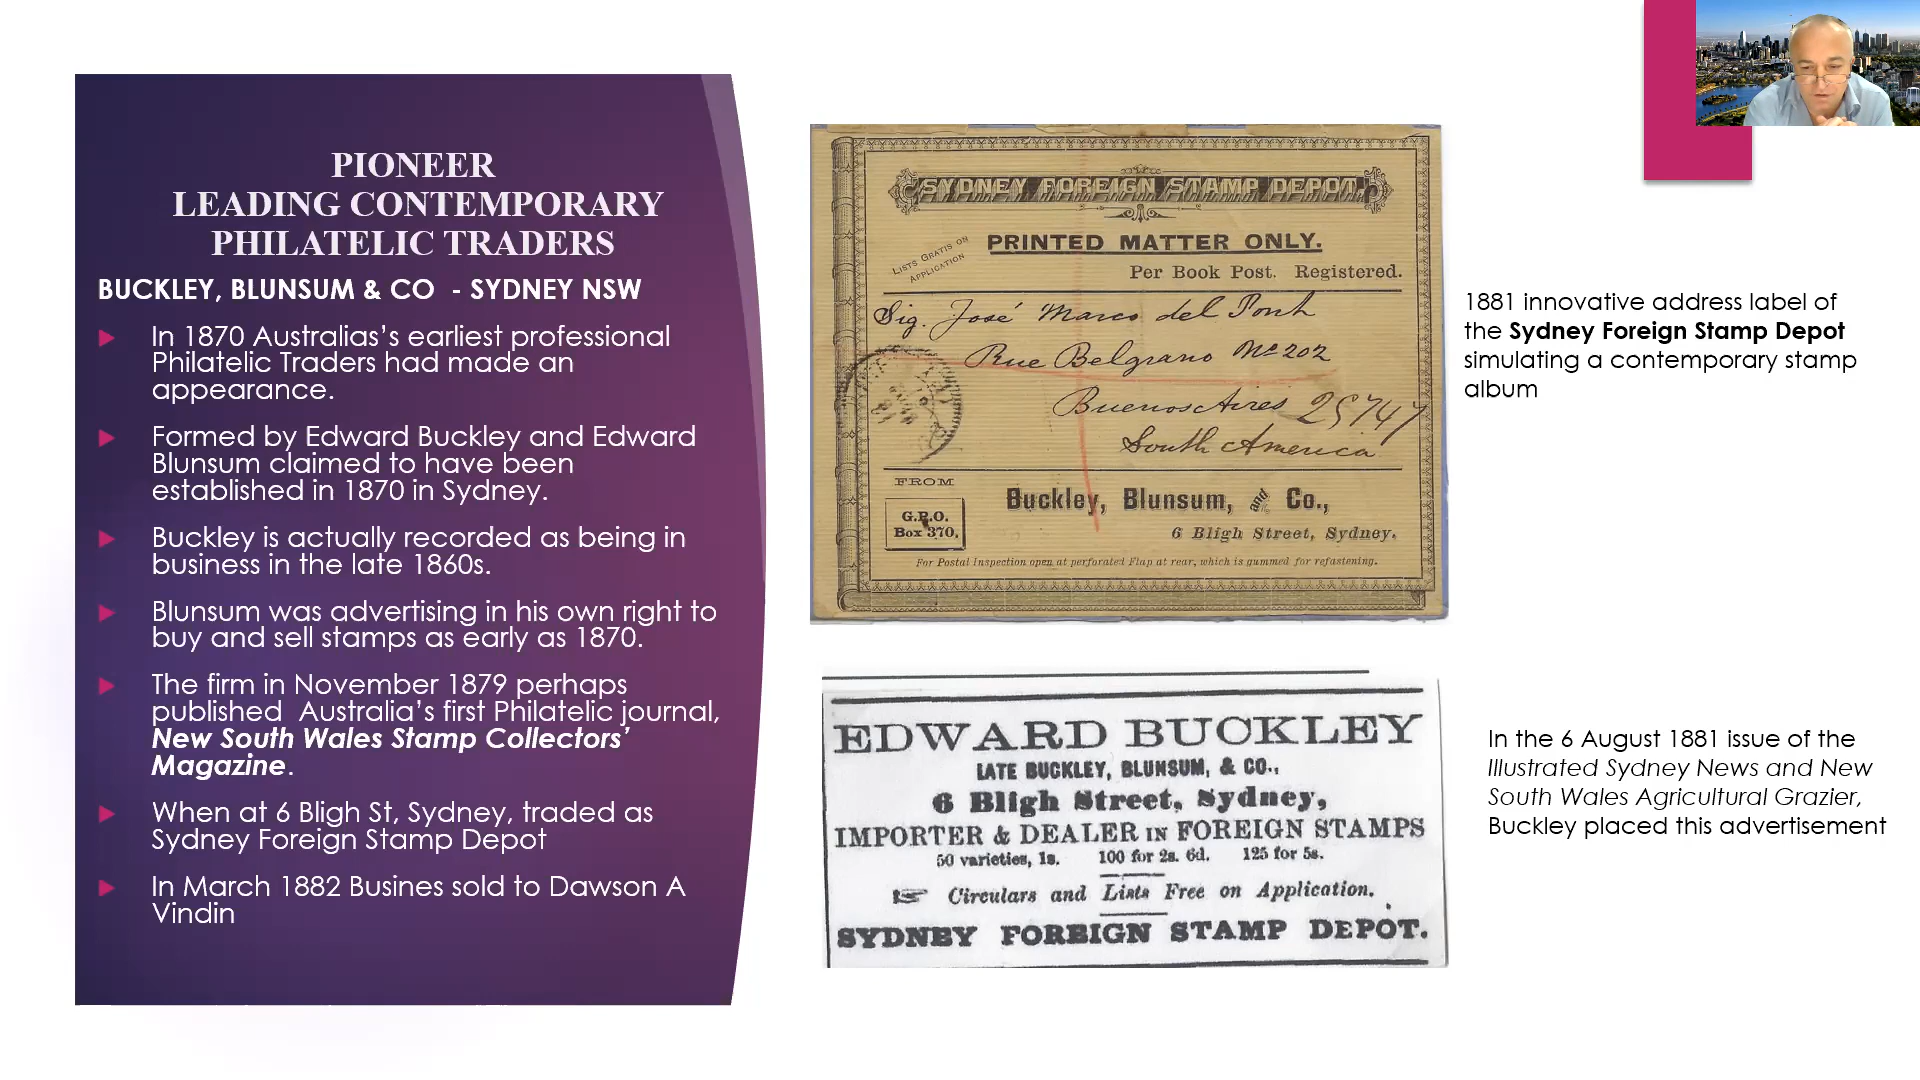 PIONEER
LEADING CONTEMPORARY
PHILATELIC TRADERS
BUCKLEY, BLUNSUM & CO - SYDNEY NSW
In 1870 Australias’s earliest professional
Philatelic Traders had made an
appearance.
Formed by Edward Buckley and Edward
Blunsum claimed to have been
established in 1870 in Sydney.
Buckley is actually recorded as being in
business in the late 1860s.
Blunsum was advertising in his own right to
buy and sell stamps as early as 1870.
The firm in November 1879 perhaps
published Australia’s first Philatelic journal,
New South Wales Stamp Collectors’
Magazine.
When at 6 Bligh St, Sydney, traded as
Sydney Foreign Stamp Depot
In March 1882 Busines sold to Dawson A
Vindin
SYDNEY FOREIGN STAMP DEPOT,
LISTS GRATIS ON
APPLICATION
PRINTED MATTER ONLY.
Per Book Post. Registered.
Sig. José Marco del Pont
Rue Belgrano No 202
Buenos Aires 25747
South America
FROM
G.P.O.
Box 370.
Buckley, Blunsum, and Co.,
6 Bligh Street, Sydney.
For Postal Inspection open at perforated Flap at rear, which is gummed for refastening.
1881 innovative address label of
the Sydney Foreign Stamp Depot
simulating a contemporary stamp
album
EDWARD BUCKLEY
LATE BUCKLEY, BLUNSUM, & CO.,
6 Bligh Street, Sydney,
IMPORTER & DEALER IN FOREIGN STAMPS
50 varieties, 1s. 100 for 2s. 6d. 125 for 5s.
Circulars and Lists Free on Application.
SYDNEY FOREIGN STAMP DEPOT.
In the 6 August 1881 issue of the
Illustrated Sydney News and New
South Wales Agricultural Grazier,
Buckley placed this advertisement